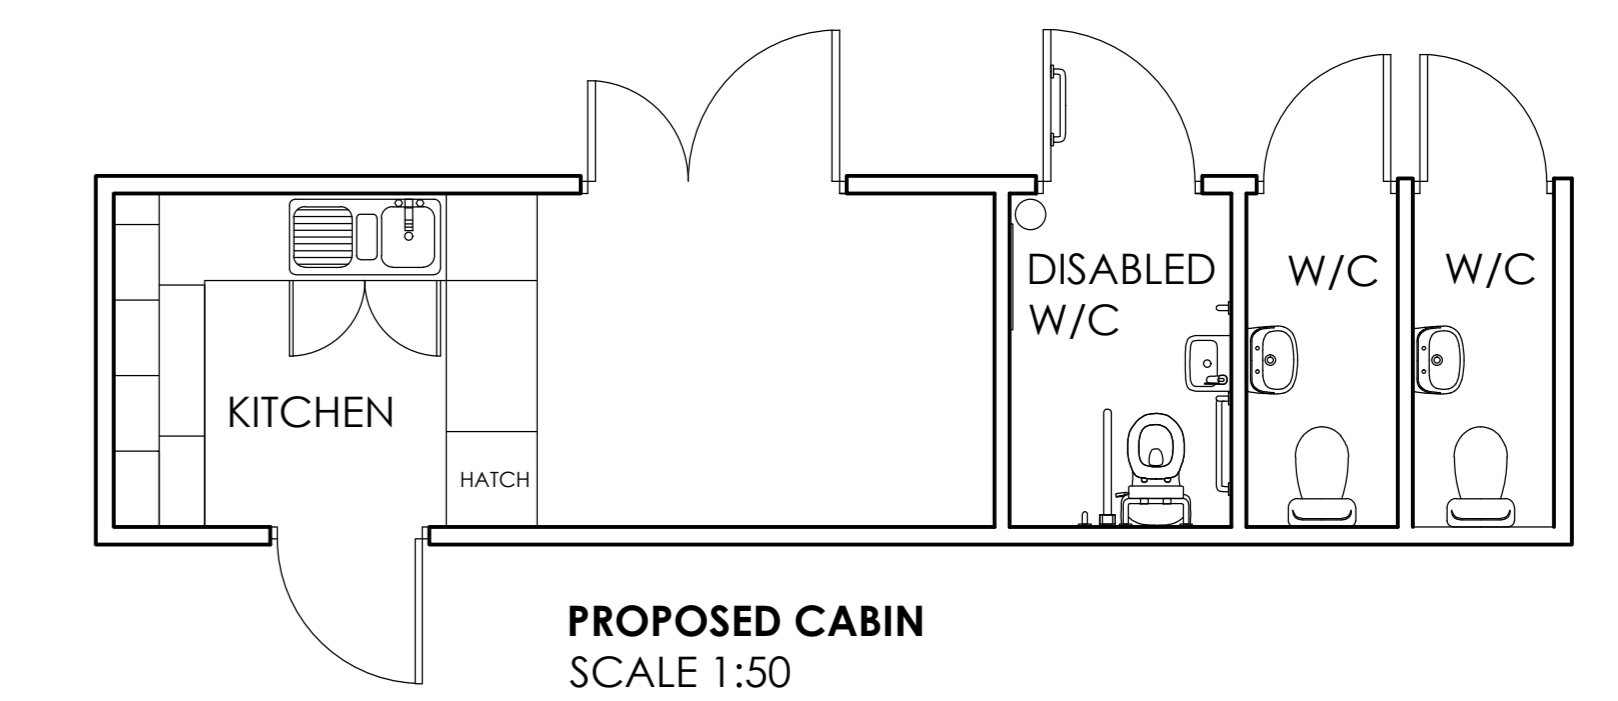 DISABLED
W/C
W/C
W/C
KITCHEN
HATCH
PROPOSED CABIN
SCALE 1:50